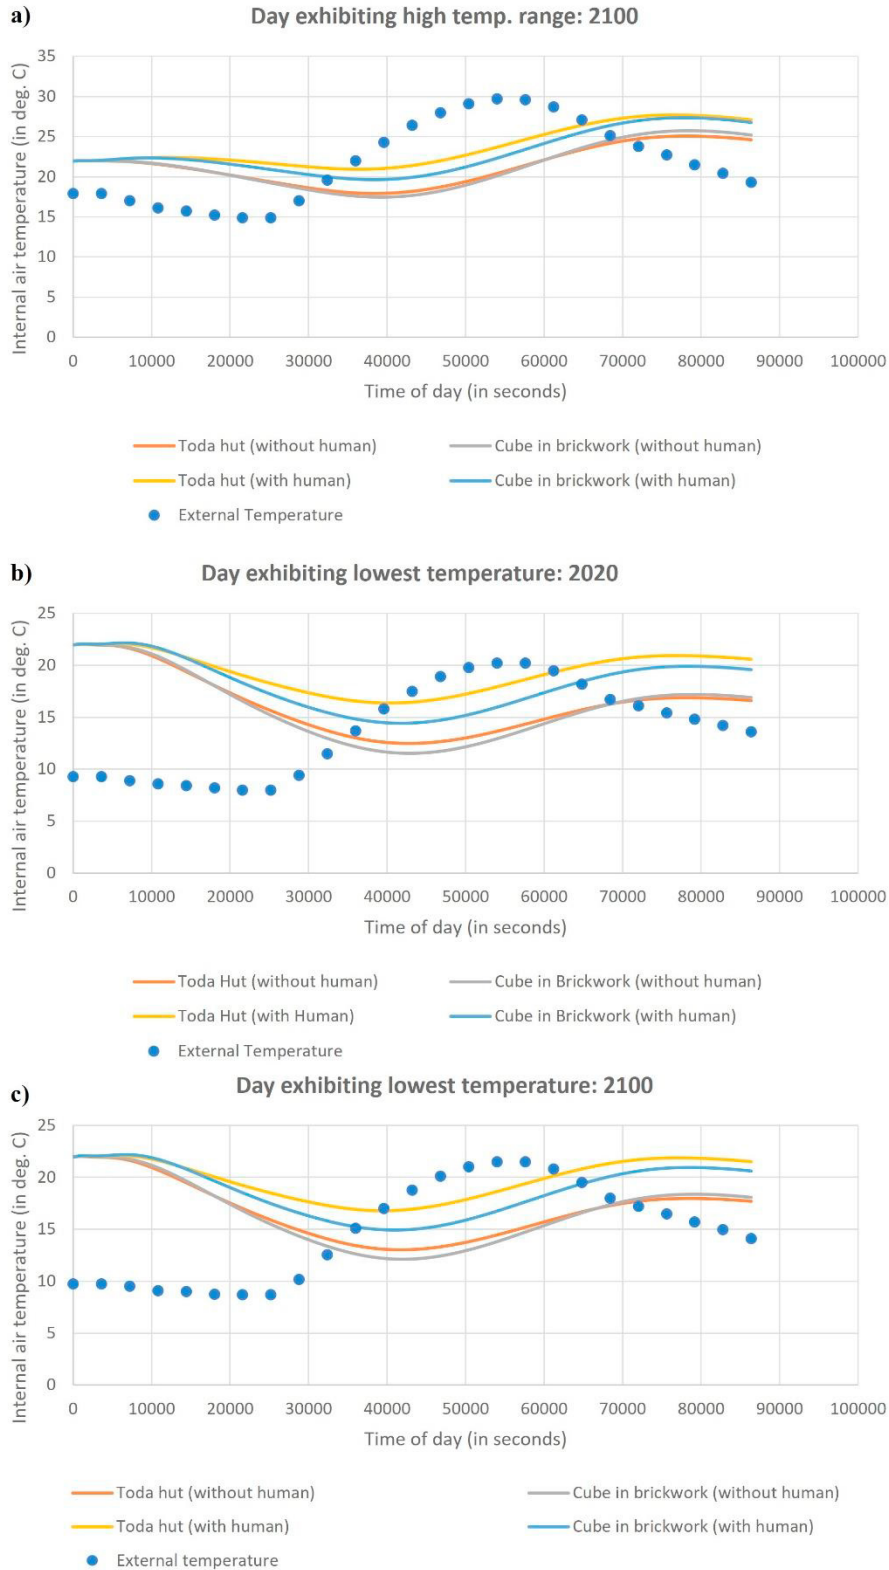 a)
Day exhibiting high temp. range: 2100
Internal air temperature (in deg. C)
35
30
25
20
15
10
5
0
0 10000 20000 30000 40000 50000 60000 70000 80000 90000 100000
Time of day (in seconds)
Toda hut (without human) Cube in brickwork (without human)
Toda hut (with human) Cube in brickwork (with human)
External Temperature
b)
Day exhibiting lowest temperature: 2020
Internal air temperature (in deg. C)
25
20
15
10
5
0
0 10000 20000 30000 40000 50000 60000 70000 80000 90000 100000
Time of day (in seconds)
Toda Hut (without human) Cube in Brickwork (without human)
Toda Hut (with Human) Cube in Brickwork (with human)
External Temperature
c)
Day exhibiting lowest temperature: 2100
Internal air temperature (in deg. C)
25
20
15
10
5
0
0 10000 20000 30000 40000 50000 60000 70000 80000 90000 100000
Time of day (in seconds)
Toda hut (without human) Cube in brickwork (without human)
Toda hut (with human) Cube in brickwork (with human)
External temperature